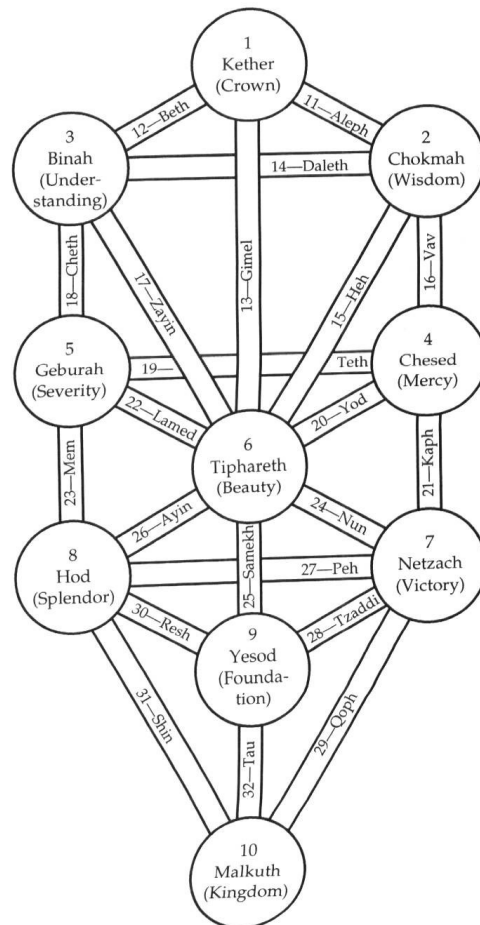 1
Kether
(Crown)
12—Beth
11—Aleph
3
Binah
(Under-
standing)
2
Chokmah
(Wisdom)
14—Daleth
13—Gimel
18—Cheth
17—Zayin
15—Heh
16—Vav
5
Geburah
(Severity)
19—
Teth
4
Chesed
(Mercy)
22—Lamed
20—Yod
6
Tiphareth
(Beauty)
23—Mem
21—Kaph
26—Ayin
24—Nun
25—Samekh
8
Hod
(Splendor)
27—Peh
7
Netzach
(Victory)
30—Resh
28—Tzaddi
9
Yesod
(Founda-
tion)
31—Shin
29—Qoph
32—Tau
10
Malkuth
(Kingdom)